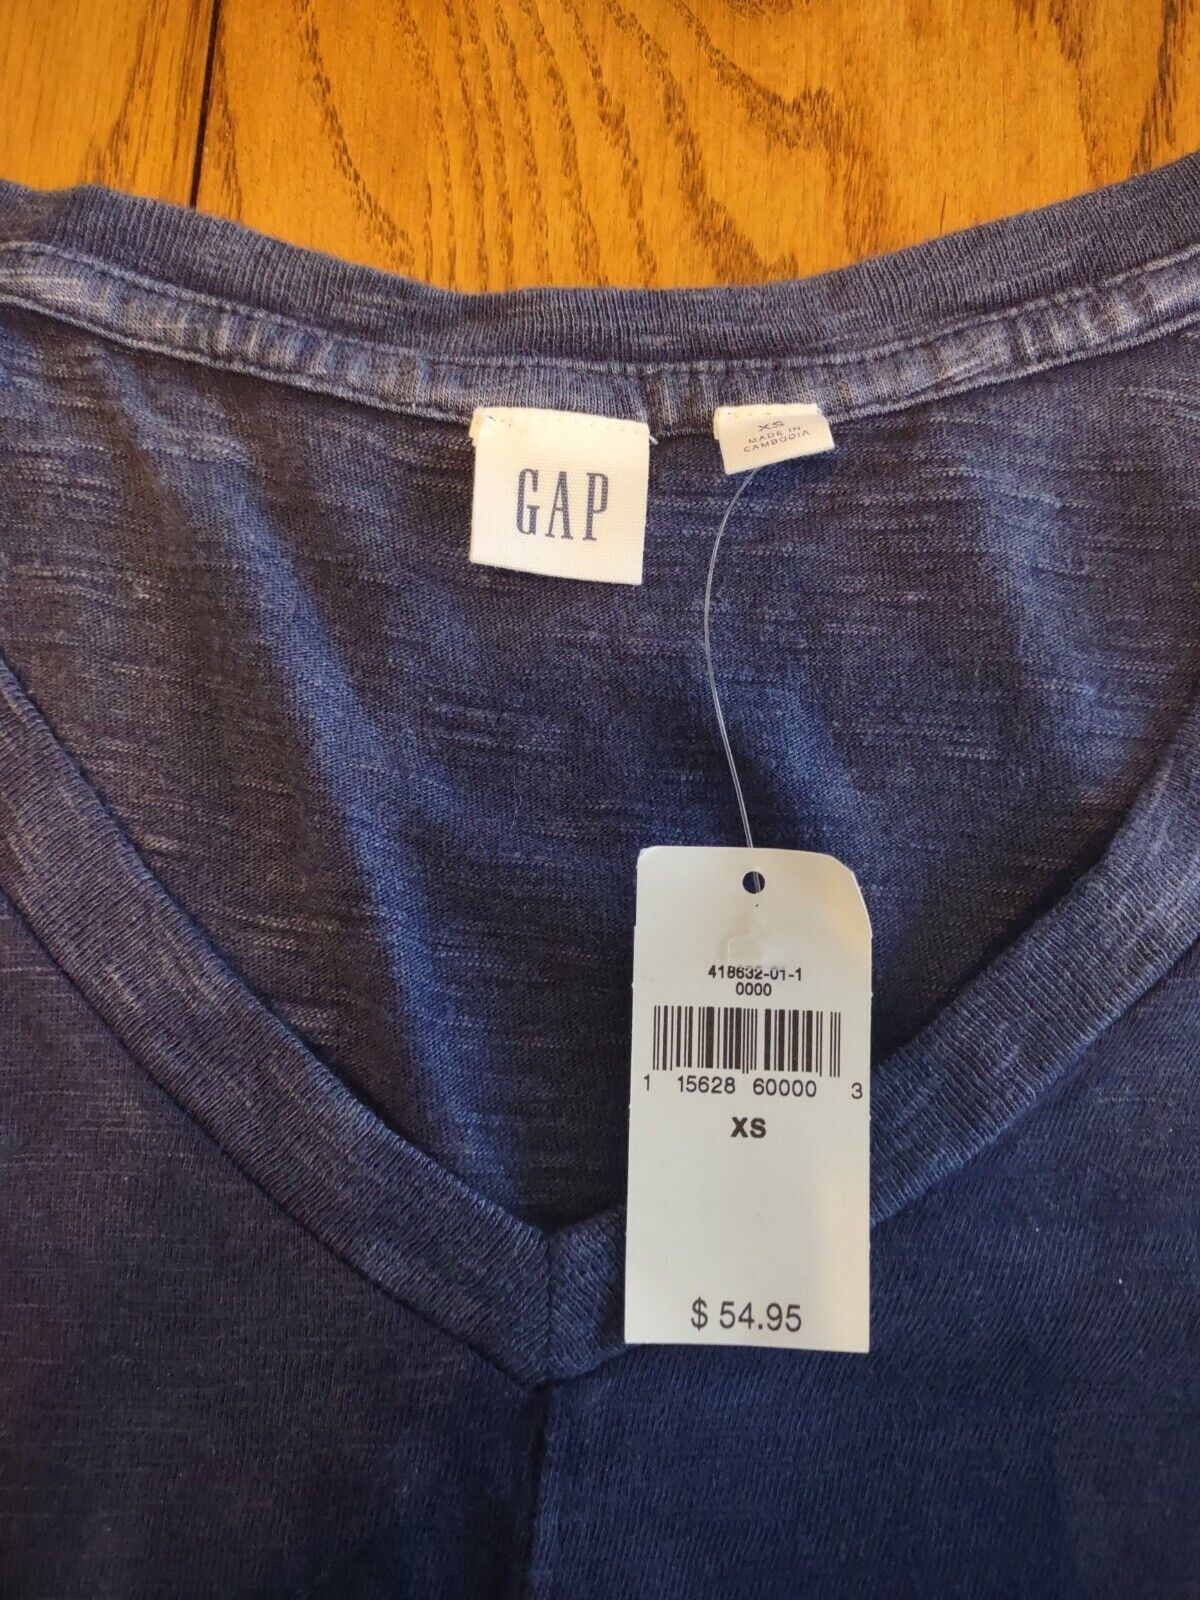 GAP
XS
MADE IN
CAMBODIA
418632-01-1
0000
1 15628 60000 3
XS
$ 54.95